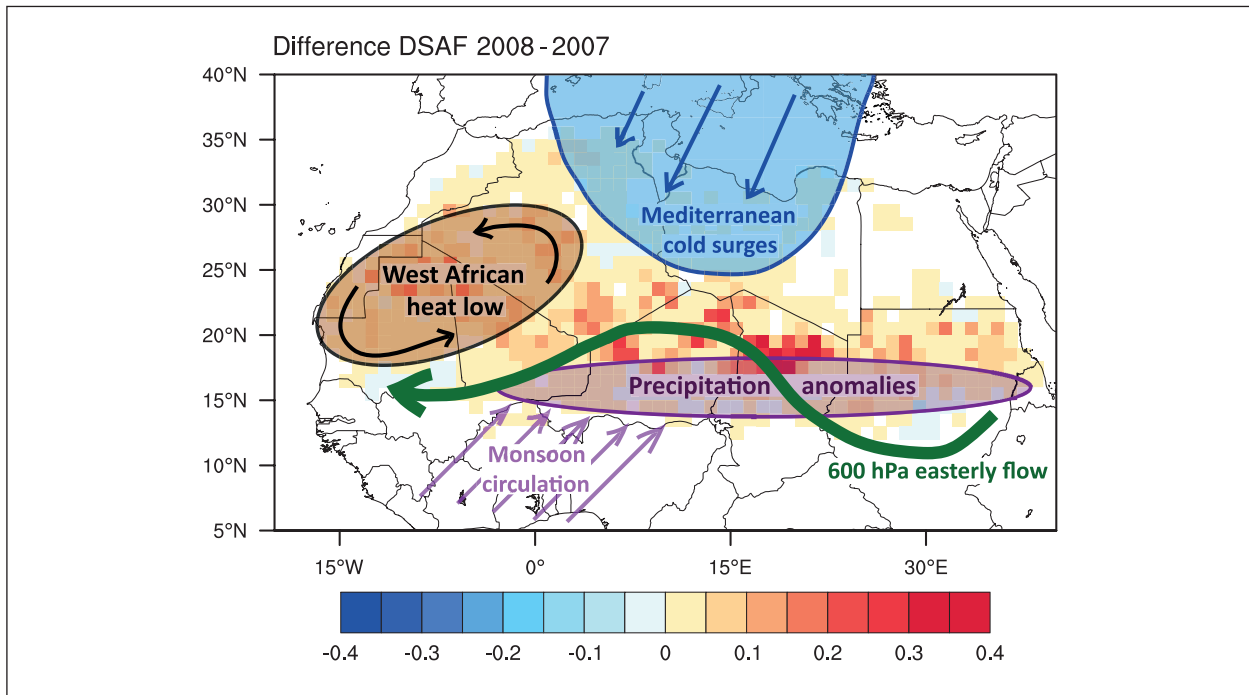 Difference DSAF 2008 - 2007
40°N
35°N
30°N
25°N
20°N
15°N
10°N
5°N
Mediterranean
cold surges
West African
heat low
Precipitation anomalies
Monsoon
circulation
600 hPa easterly flow
15°W 0° 15°E 30°E
-0.4 -0.3 -0.2 -0.1 0 0.1 0.2 0.3 0.4